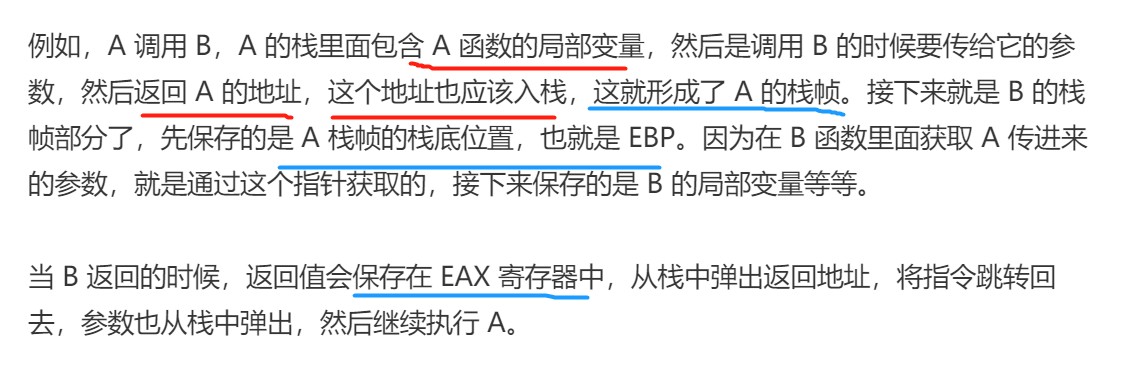 例如，A 调用 B，A 的栈里面包含 A 函数的局部变量，然后是调用 B 的时候要传给它的参
数，然后返回 A 的地址，这个地址也应该入栈，这就形成了 A 的栈帧。接下来就是 B 的栈
帧部分了，先保存的是 A 栈帧的栈底位置，也就是 EBP。因为在 B 函数里面获取 A 传进来
的参数，就是通过这个指针获取的，接下来保存的是 B 的局部变量等等。
当 B 返回的时候，返回值会保存在 EAX 寄存器中，从栈中弹出返回地址，将指令跳转回
去，参数也从栈中弹出，然后继续执行 A。